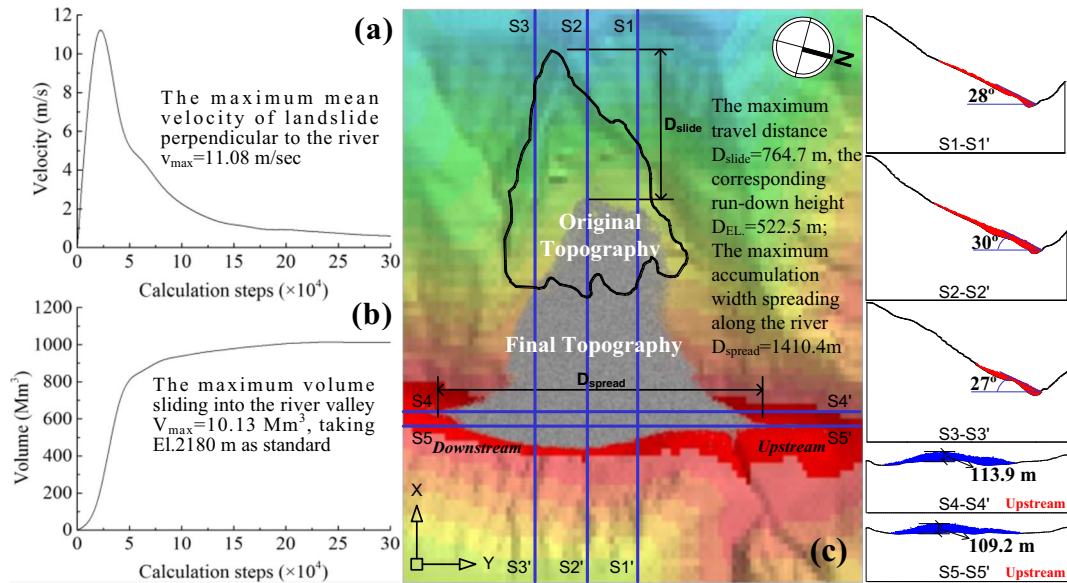 (a)
12
10
8
6
4
2
0
Velocity (m/s)
The maximum mean
velocity of landslide
perpendicular to the river
vmax=11.08 m/sec
0 5 10 15 20 25 30
Calculation steps (×10⁴)
(b)
1200
1000
800
600
400
200
0
Volume (Mm³)
The maximum volume
sliding into the river valley
Vmax=10.13 Mm³, taking
El.2180 m as standard
0 5 10 15 20 25 30
Calculation steps (×10⁴)
S3 S2 S1
N
Dslide
The maximum
travel distance
Dslide=764.7 m, the
corresponding
run-down height
DEL.=522.5 m;
The maximum
accumulation
width spreading
along the river
Dspread=1410.4m
Original
Topography
Final Topography
Dspread
S4 S4'
S5 S5'
Downstream Upstream
X
Y
S3' S2' S1'
(c)
28°
S1-S1'
30°
S2-S2'
27°
S3-S3'
113.9 m
S4-S4' Upstream
109.2 m
S5-S5' Upstream